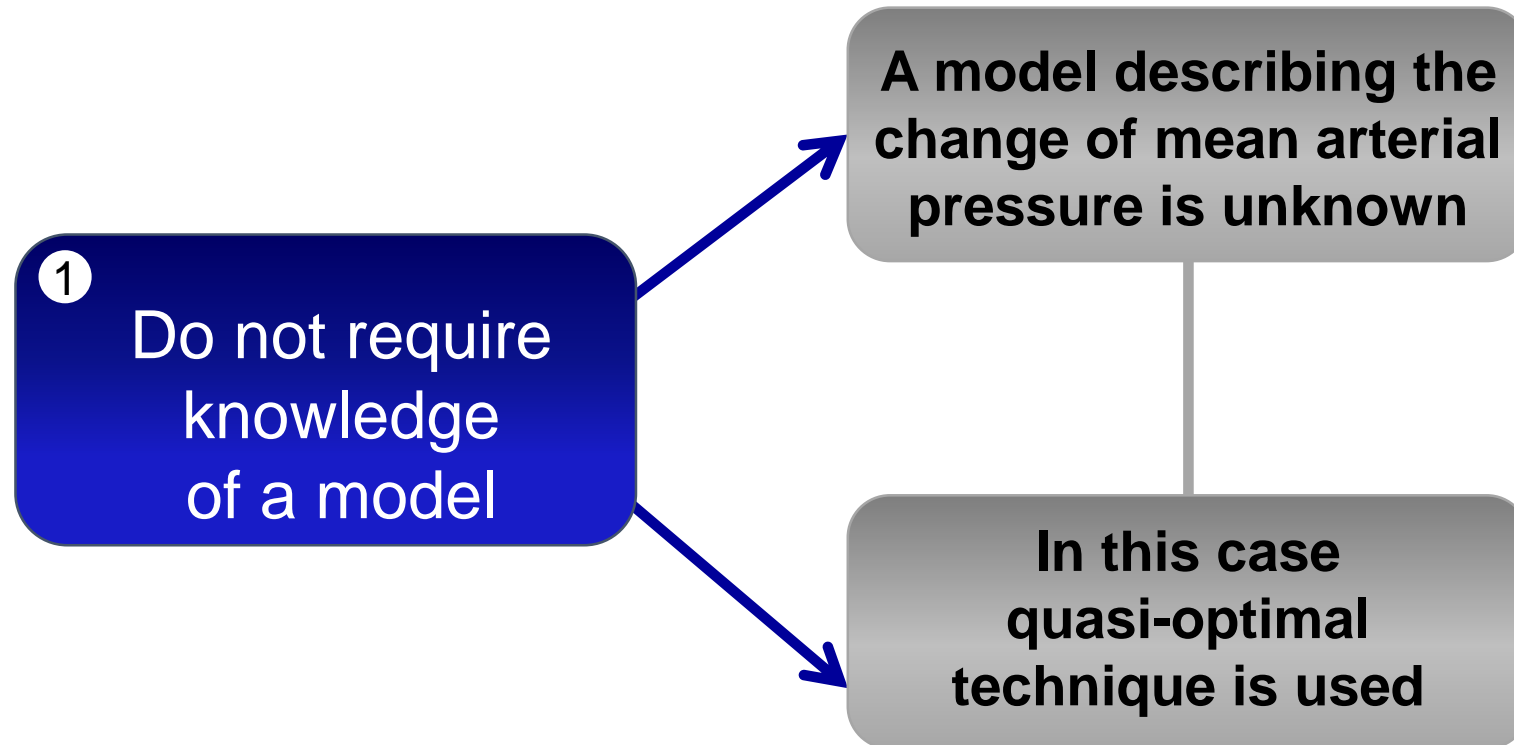 1
Do not require
knowledge
of a model
A model describing the
change of mean arterial
pressure is unknown
In this case
quasi-optimal
technique is used